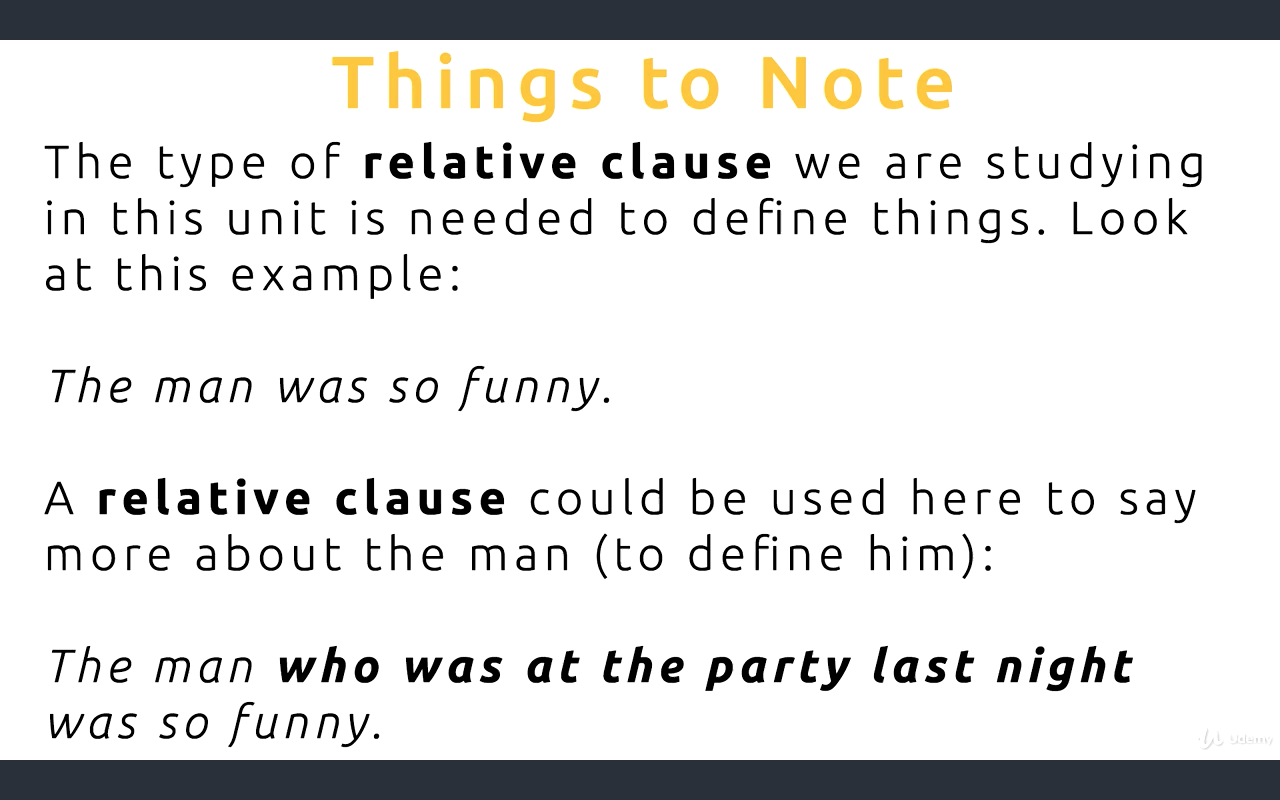 Things to Note
The type of relative clause we are studying
in this unit is needed to define things. Look
at this example:
The man was so funny.
A relative clause could be used here to say
more about the man (to define him):
The man who was at the party last night
was so funny.
Udemy